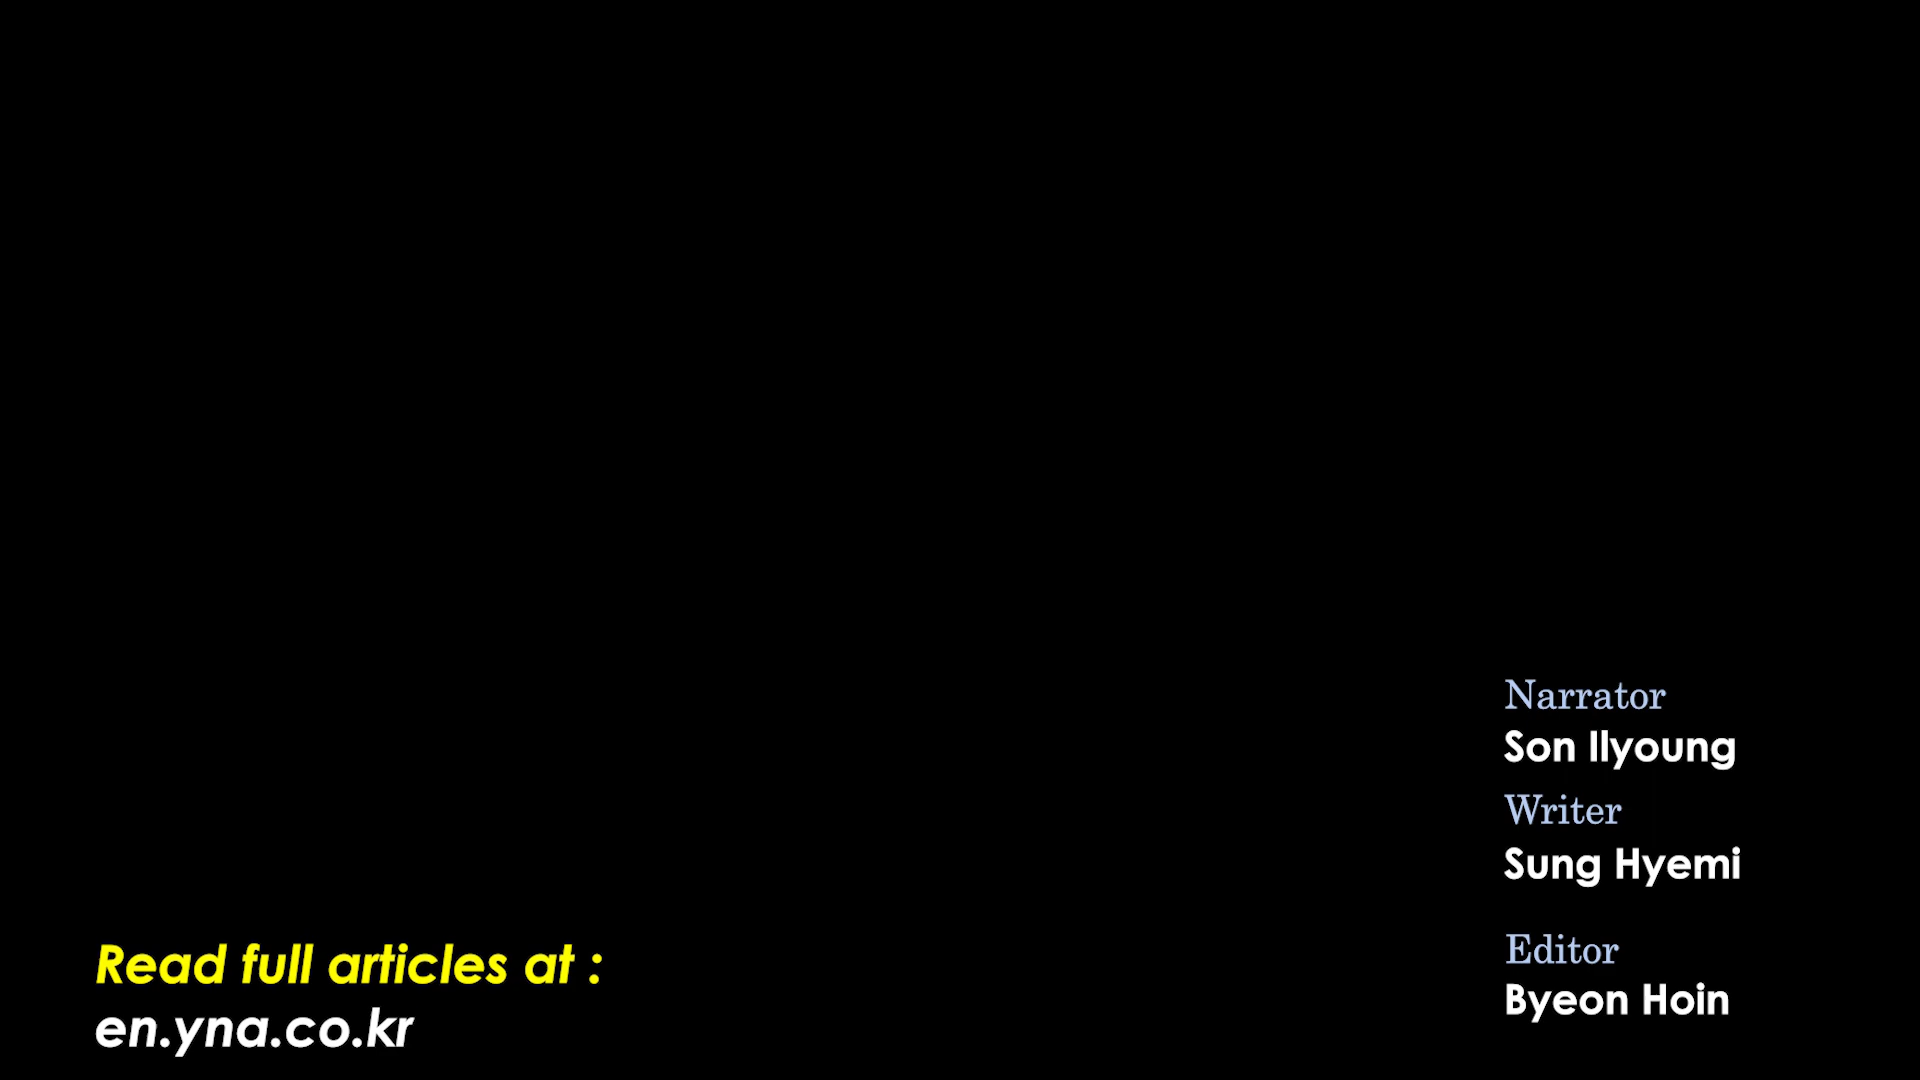 Narrator
Son Ilyoung
Writer
Sung Hyemi
Editor
Byeon Hoin
Read full articles at :
en.yna.co.kr